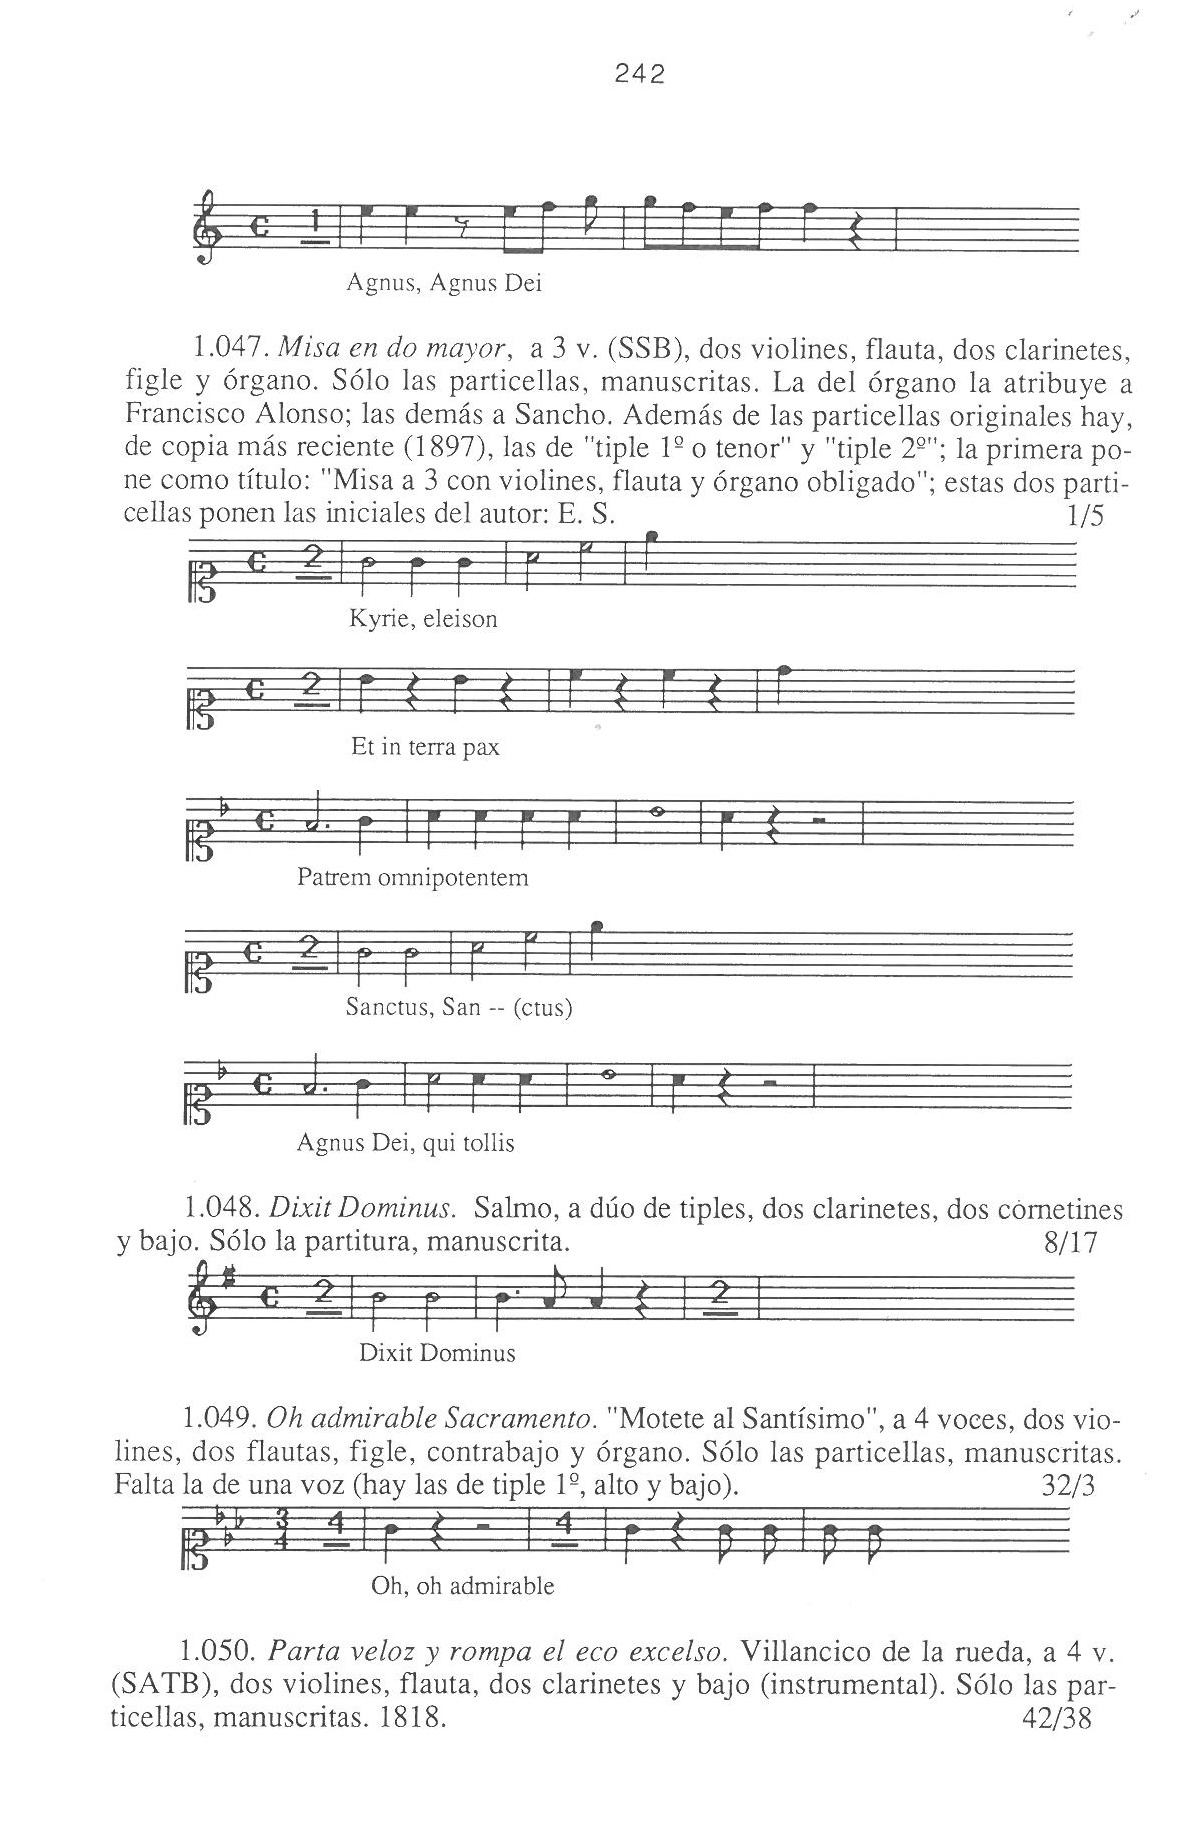 242
1
Agnus, Agnus Dei
1.047. Misa en do mayor, a 3 v. (SSB), dos violines, flauta, dos clarinetes,
figle y órgano. Sólo las particellas, manuscritas. La del órgano la atribuye a
Francisco Alonso; las demás a Sancho. Además de las particellas originales hay,
de copia más reciente (1897), las de "tiple 1º o tenor" y "tiple 2º"; la primera po-
ne como título: "Misa a 3 con violines, flauta y órgano obligado"; estas dos parti-
cellas ponen las iniciales del autor: E. S. 1/5
2
Kyrie, eleison
2
Et in terra pax
Patrem omnipotentem
2
Sanctus, San -- (ctus)
Agnus Dei, qui tollis
1.048. Dixit Dominus. Salmo, a dúo de tiples, dos clarinetes, dos cornetines
y bajo. Sólo la partitura, manuscrita. 8/17
2 2
Dixit Dominus
1.049. Oh admirable Sacramento. "Motete al Santísimo", a 4 voces, dos vio-
lines, dos flautas, figle, contrabajo y órgano. Sólo las particellas, manuscritas.
Falta la de una voz (hay las de tiple 1º, alto y bajo). 32/3
3/4 4 4
Oh, oh admirable
1.050. Parta veloz y rompa el eco excelso. Villancico de la rueda, a 4 v.
(SATB), dos violines, flauta, dos clarinetes y bajo (instrumental). Sólo las par-
ticellas, manuscritas. 1818. 42/38